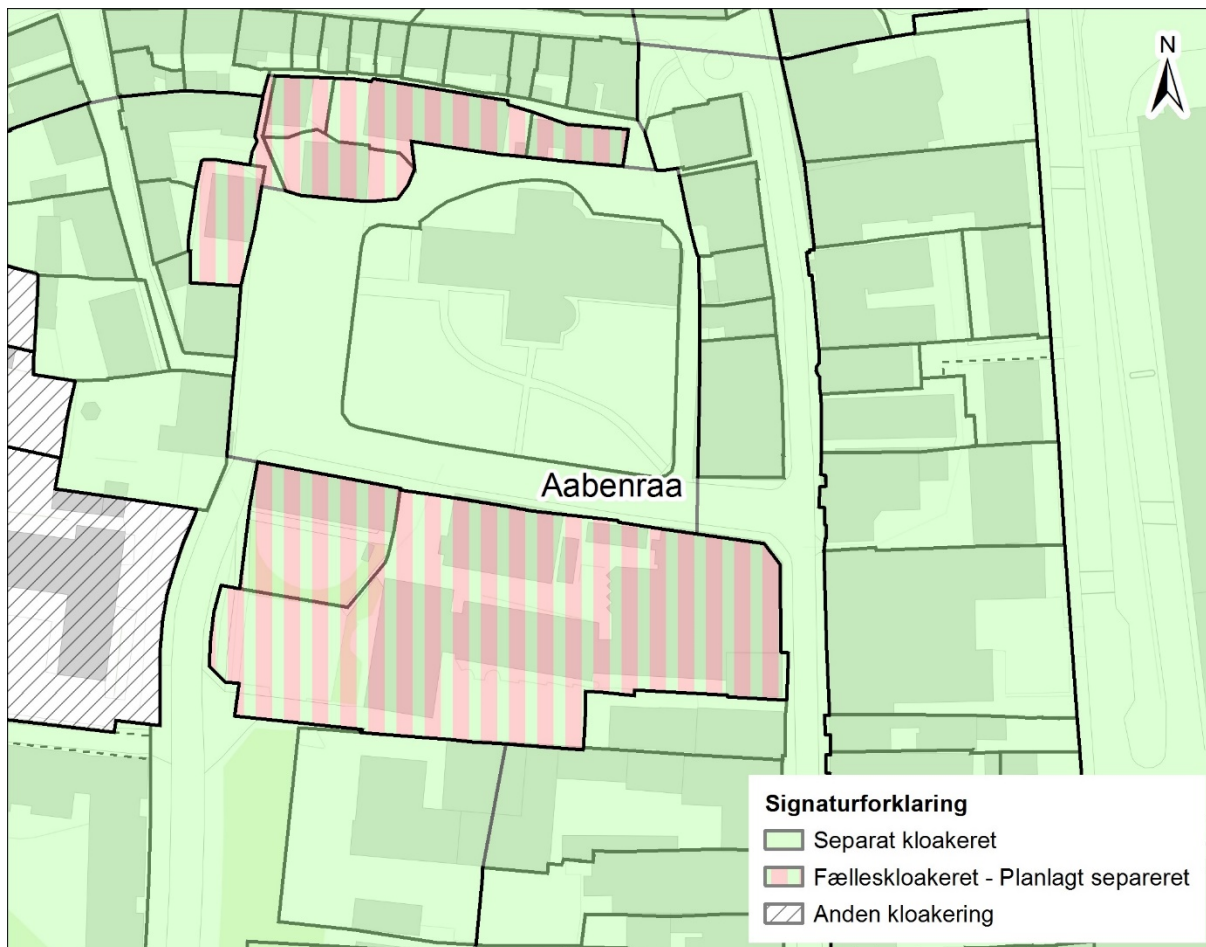 N
Aabenraa
Signaturforklaring
Separat kloakeret
Fælleskloakeret - Planlagt separeret
Anden kloakering